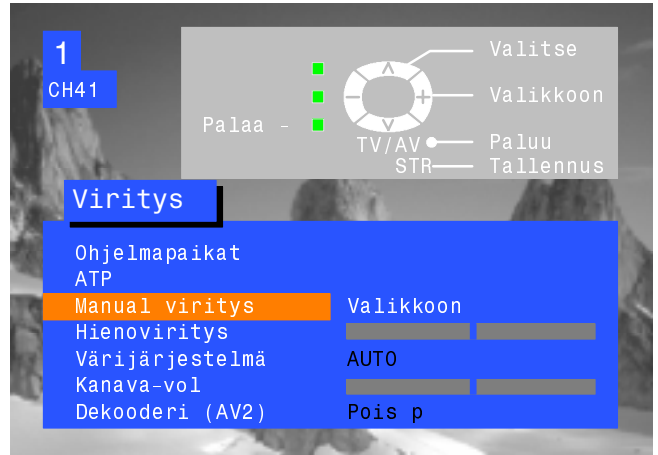 1
CH41
Valitse
Valikkoon
Palaa -
TV/AV Paluu
STR Tallennus
Viritys
Ohjelmapaikat
ATP
Manual viritys Valikkoon
Hienoviritys
Värijärjestelmä AUTO
Kanava-vol
Dekooderi (AV2) Pois p